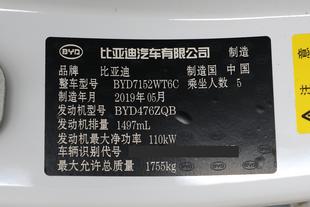 BYD 比亚迪汽车有限公司 制造
品牌 比亚迪 制造国 中国
整车型号 BYD7152WT6C 乘坐人数 5
制造年月 2019年05月
发动机型号 BYD476ZQB
发动机排量 1497mL
发动机最大净功率 110kW
车辆识别代号
最大允许总质量 1755kg
意